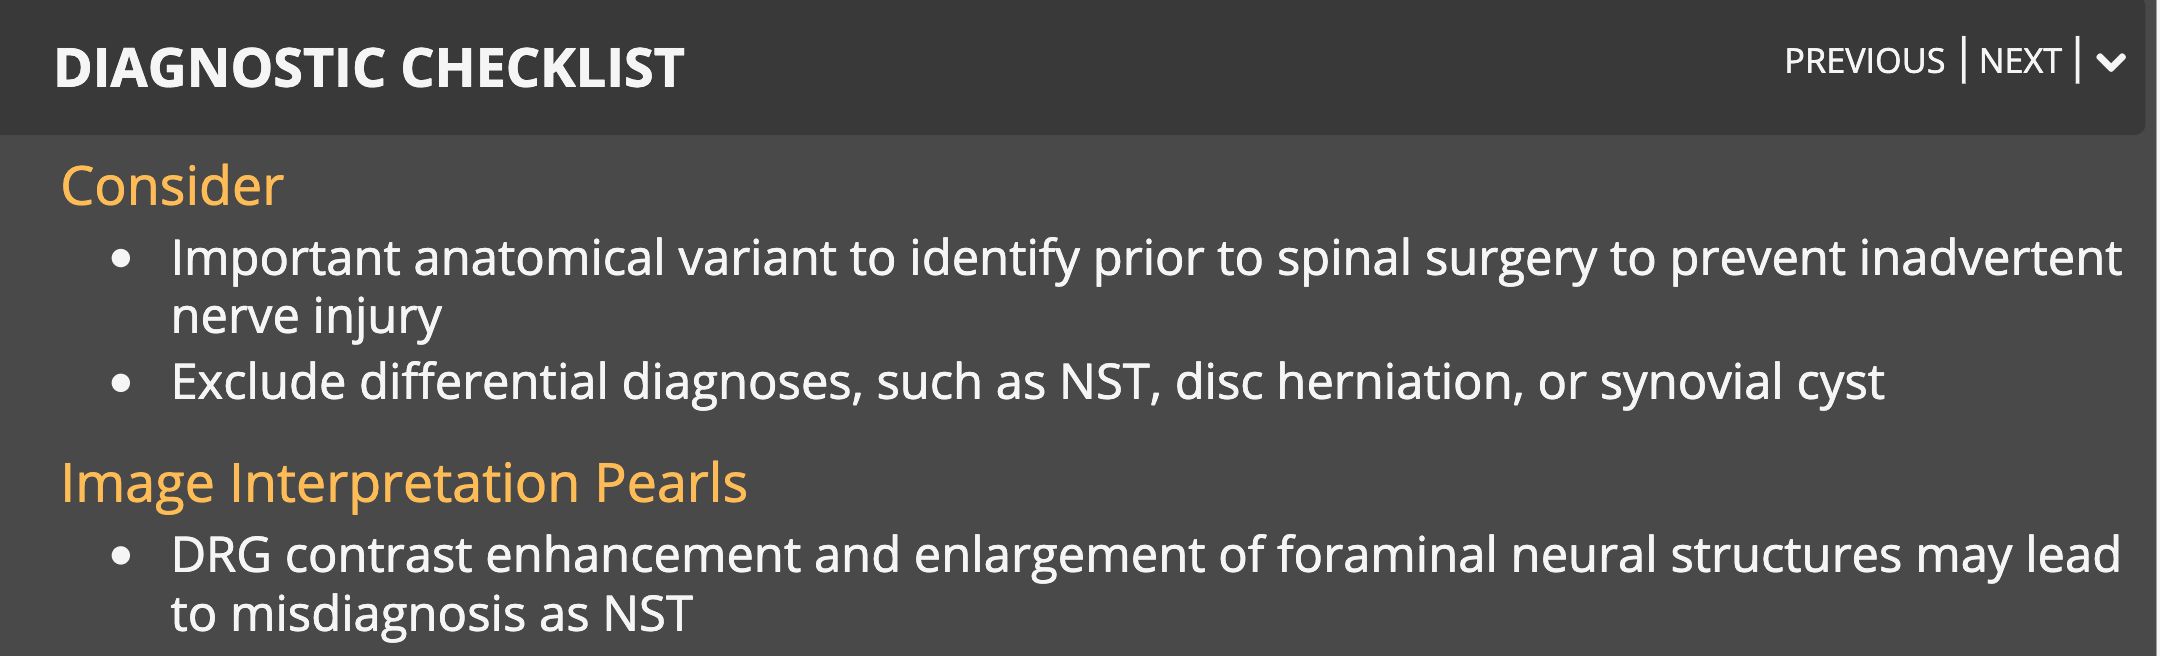 DIAGNOSTIC CHECKLIST
PREVIOUS | NEXT |
Consider
• Important anatomical variant to identify prior to spinal surgery to prevent inadvertent
nerve injury
• Exclude differential diagnoses, such as NST, disc herniation, or synovial cyst
Image Interpretation Pearls
• DRG contrast enhancement and enlargement of foraminal neural structures may lead
to misdiagnosis as NST